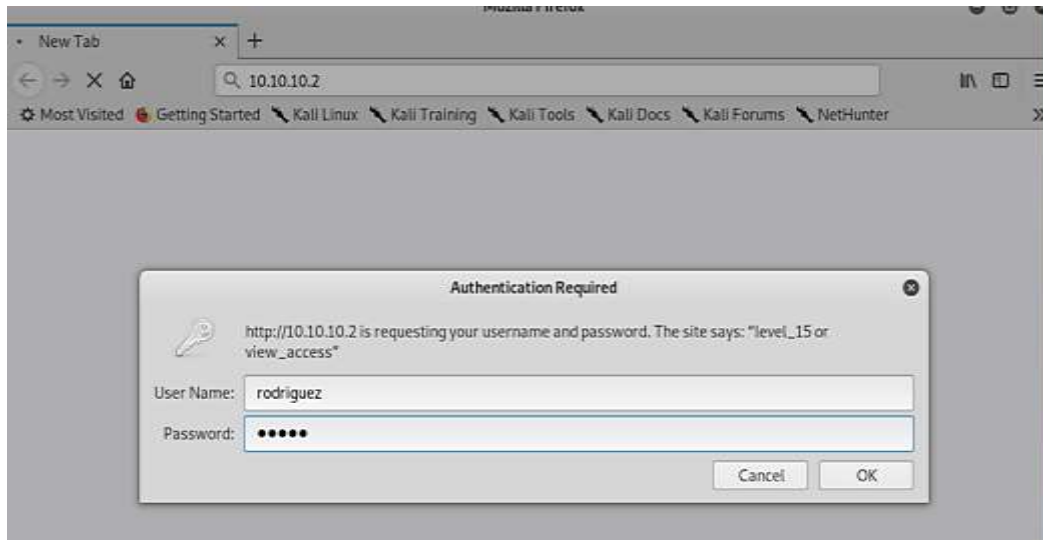 Mozilla Firefox
New Tab
10.10.10.2
Most Visited Getting Started Kali Linux Kali Training Kali Tools Kali Docs Kali Forums NetHunter
Authentication Required
http://10.10.10.2 is requesting your username and password. The site says: "level_15 or
view_access"
User Name: rodriguez
Password: •••••
Cancel OK